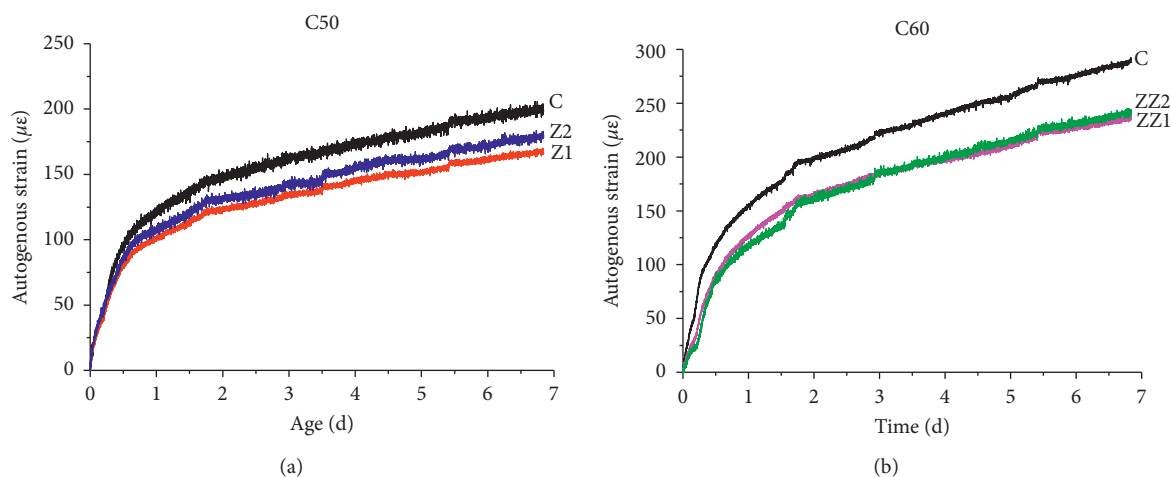 C50
Autogenous strain (με)
250
200
150
100
50
0
C
Z2
Z1
0 1 2 3 4 5 6 7
Age (d)
(a)
C60
Autogenous strain (με)
300
250
200
150
100
50
0
C
ZZ2
ZZ1
0 1 2 3 4 5 6 7
Time (d)
(b)